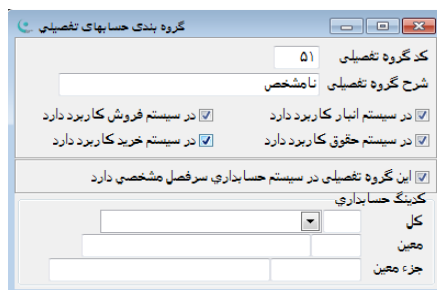 گروه بندی حسابهای تفصیلی
کد گروه تفصیلی ۵۱
شرح گروه تفصیلی نامشخص
در سیستم انبار کاربرد دارد در سیستم فروش کاربرد دارد
در سیستم حقوق کاربرد دارد در سیستم خرید کاربرد دارد
این گروه تفصیلی در سیستم حسابداري سرفصل مشخصی دارد
کدینگ حسابداري
کل
معین
جزء معین